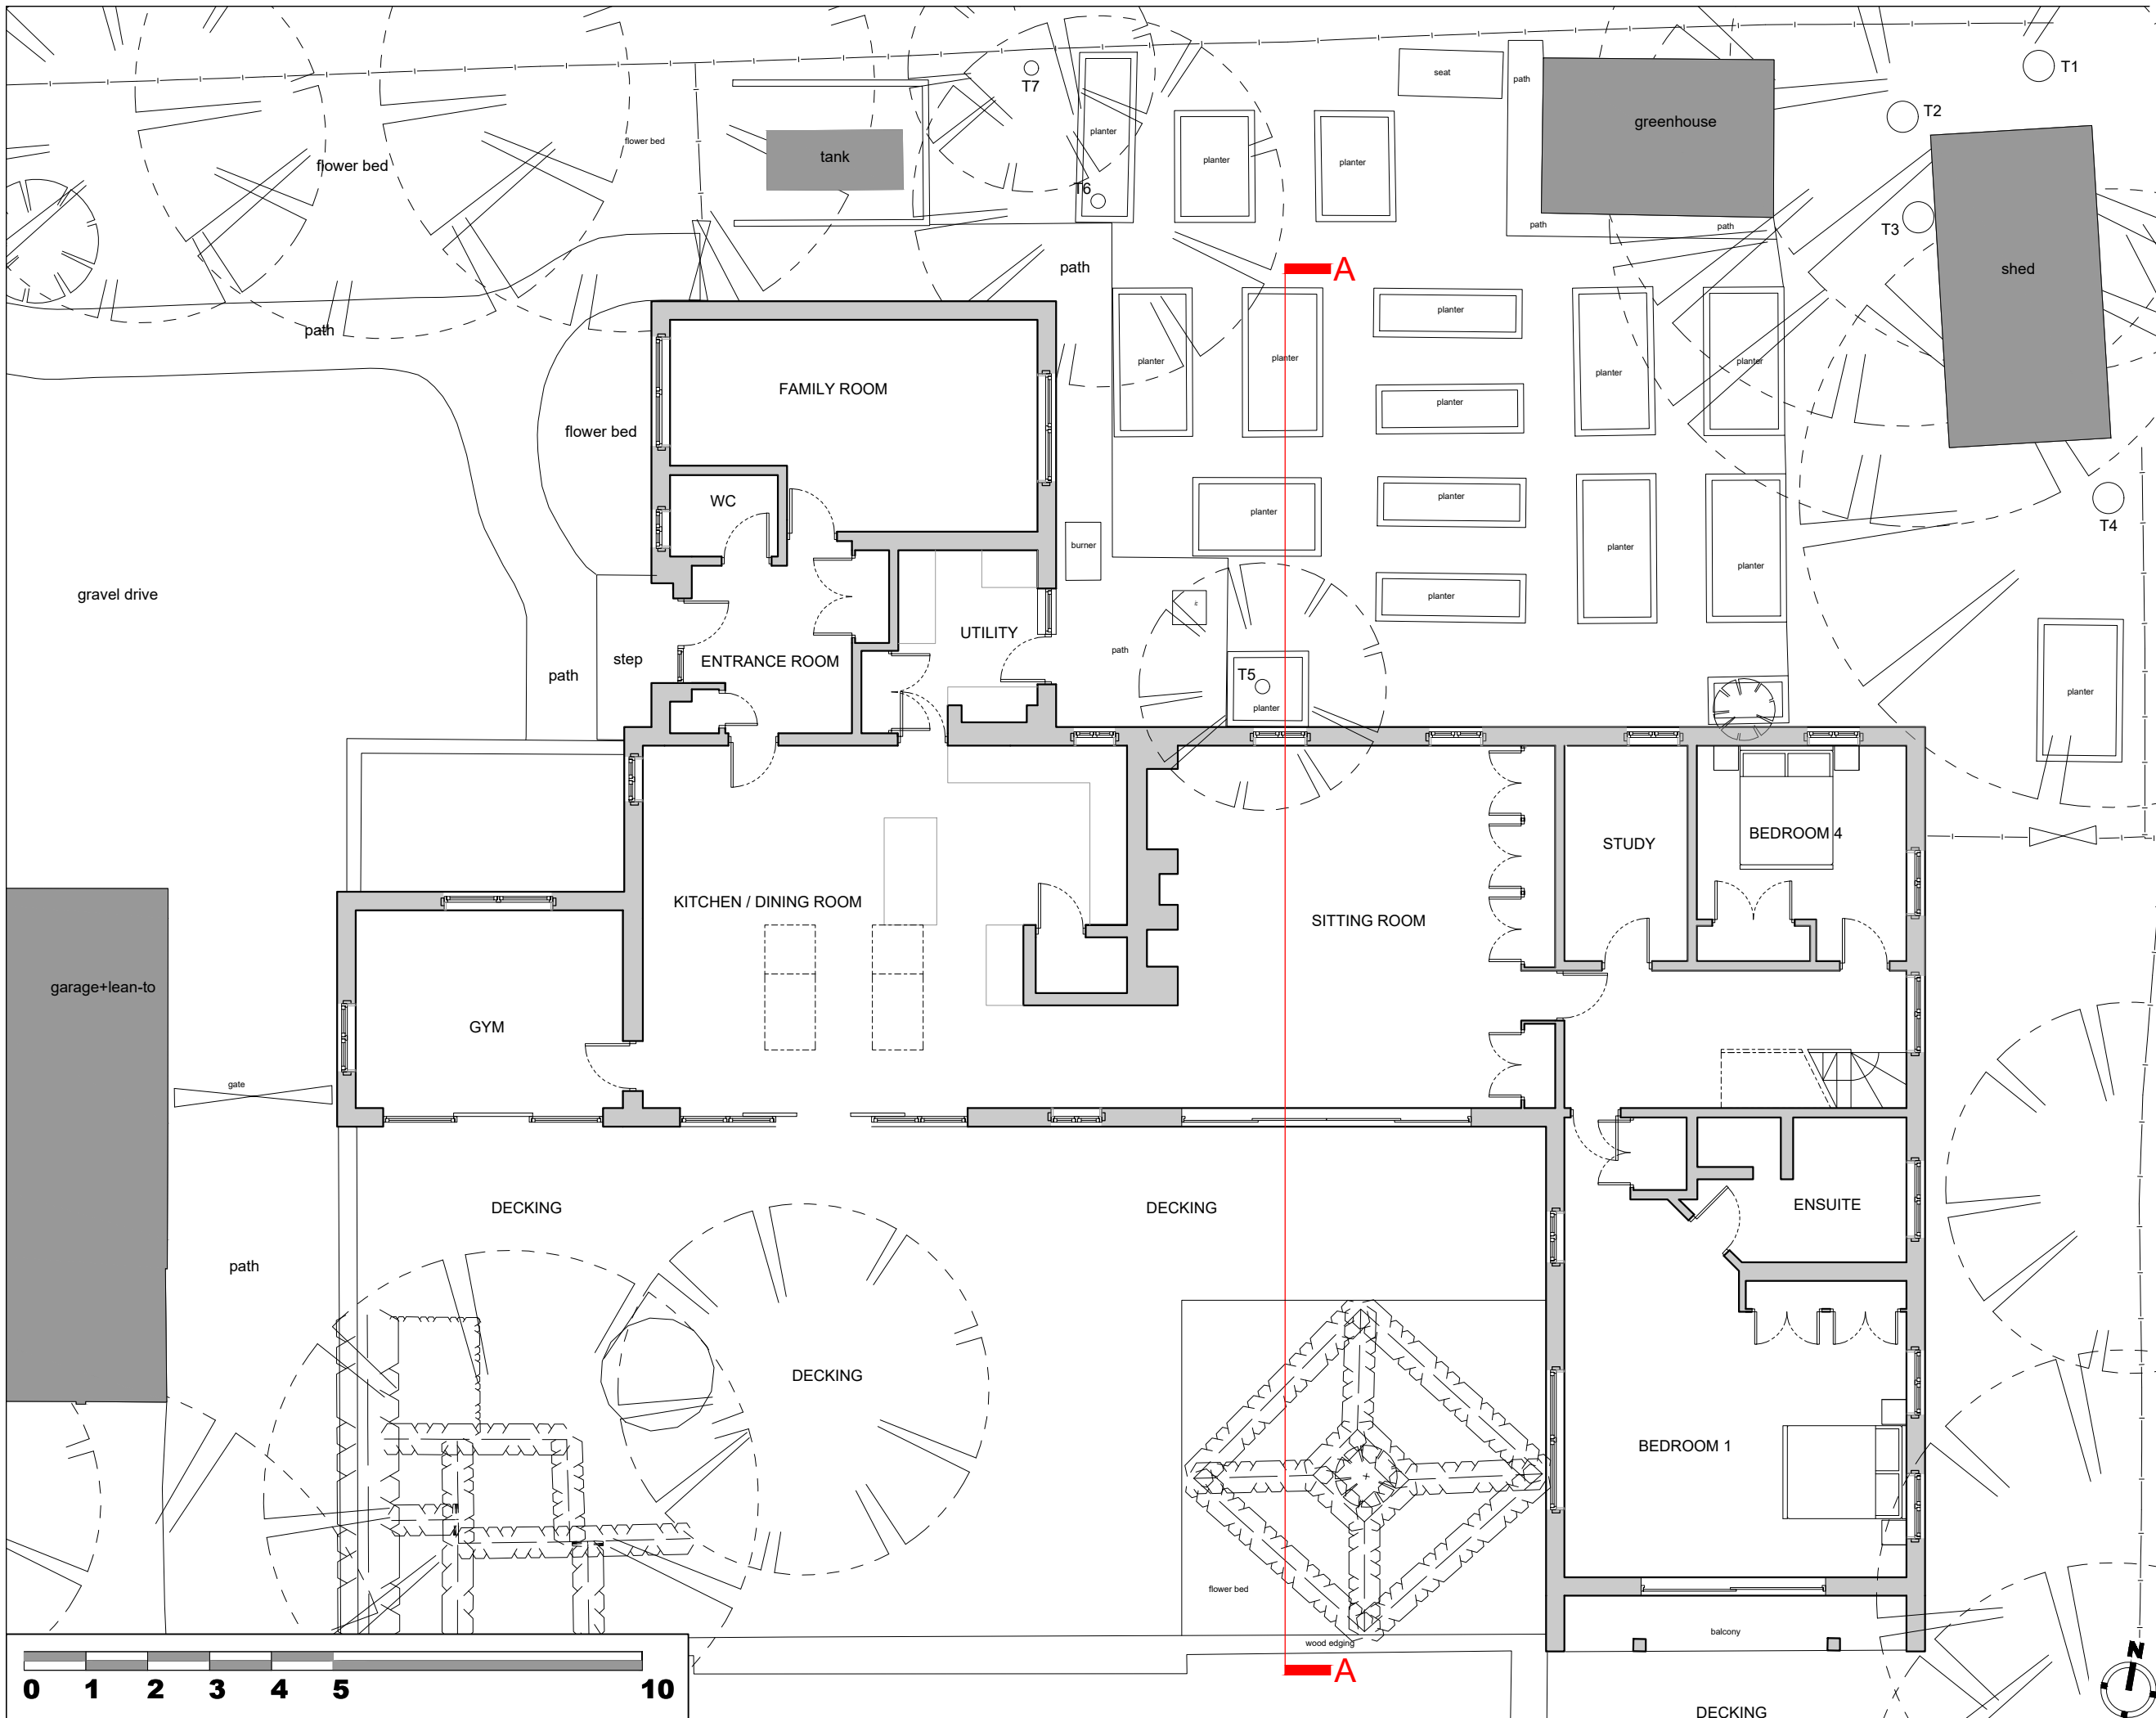 T1
T7
seat
path
T2
greenhouse
planter
flower bed
tank
planter
planter
flower bed
T6
path
path
T3
path
A
shed
path
planter
planter
planter
planter
planter
planter
FAMILY ROOM
planter
flower bed
WC
planter
planter
T4
burner
planter
planter
gravel drive
planter
UTILITY
step
ENTRANCE ROOM
path
path
T5
planter
planter
STUDY
BEDROOM 4
KITCHEN / DINING ROOM
SITTING ROOM
garage+lean-to
GYM
gate
DECKING
DECKING
ENSUITE
path
DECKING
BEDROOM 1
flower bed
balcony
wood edging
A
N
0 1 2 3 4 5 10
DECKING